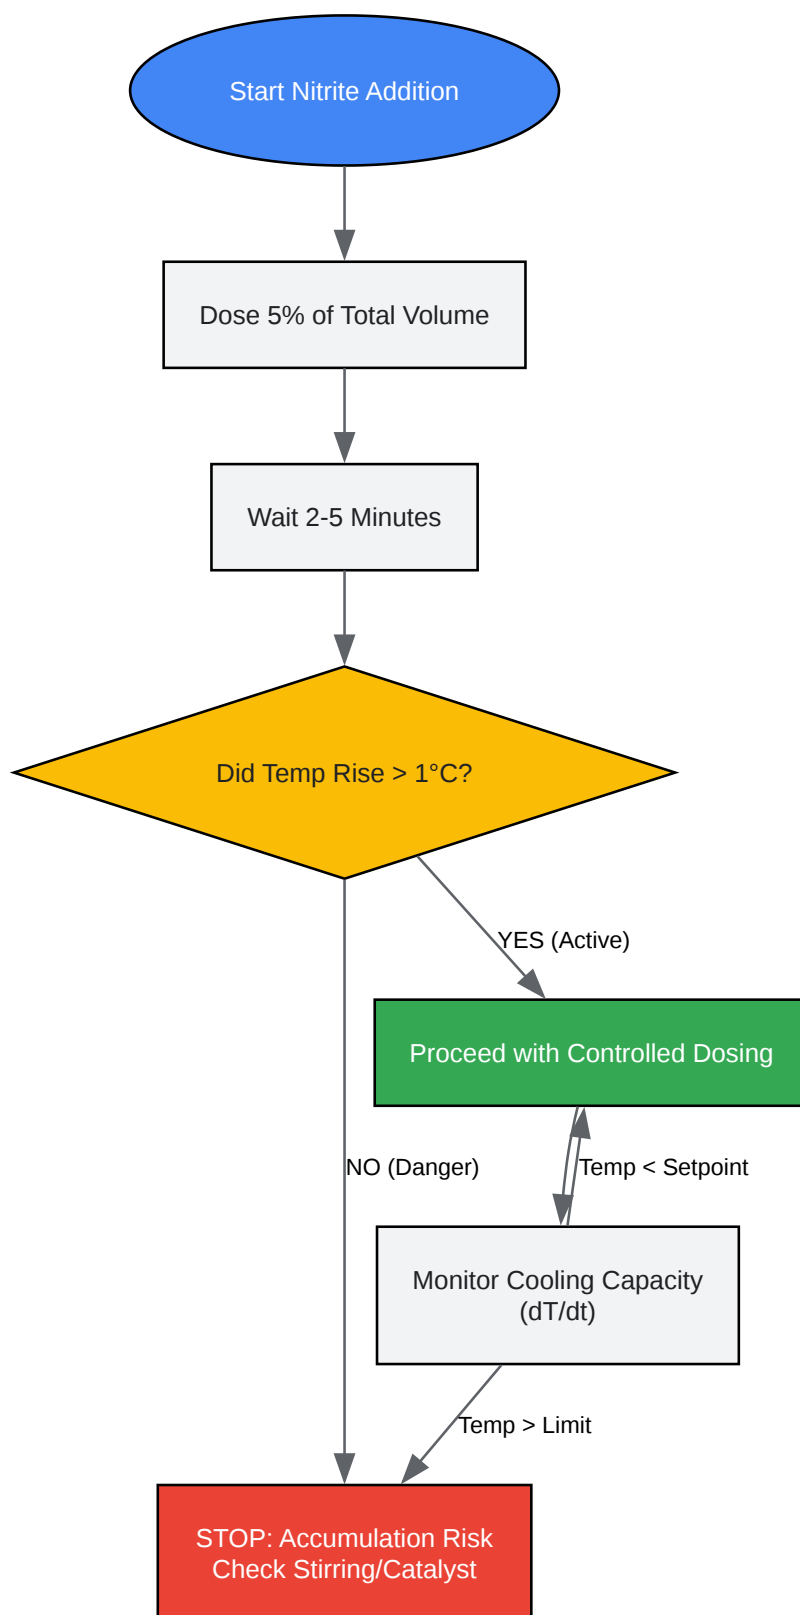 Start Nitrite Addition
Dose 5% of Total Volume
Wait 2-5 Minutes
Did Temp Rise > 1°C?
YES (Active)
Proceed with Controlled Dosing
NO (Danger)
Temp < Setpoint
Monitor Cooling Capacity
(dT/dt)
Temp > Limit
STOP: Accumulation Risk
Check Stirring/Catalyst